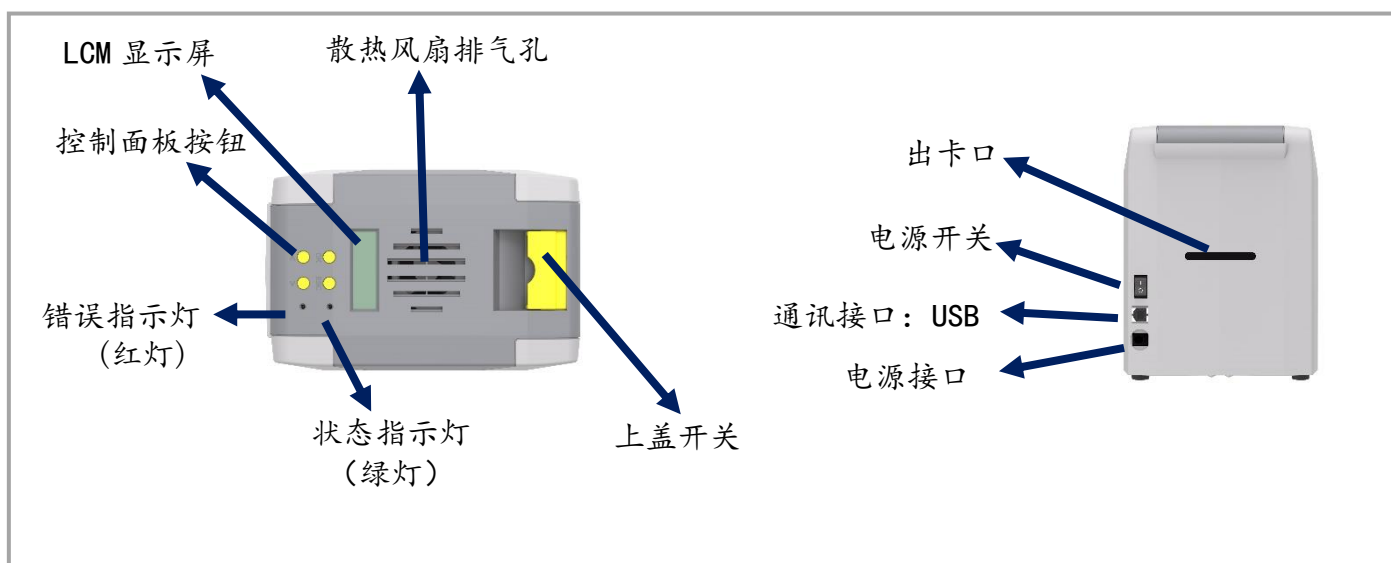 LCM 显示屏
散热风扇排气孔
控制面板按钮
错误指示灯
(红灯)
状态指示灯
(绿灯)
上盖开关
出卡口
电源开关
通讯接口: USB
电源接口